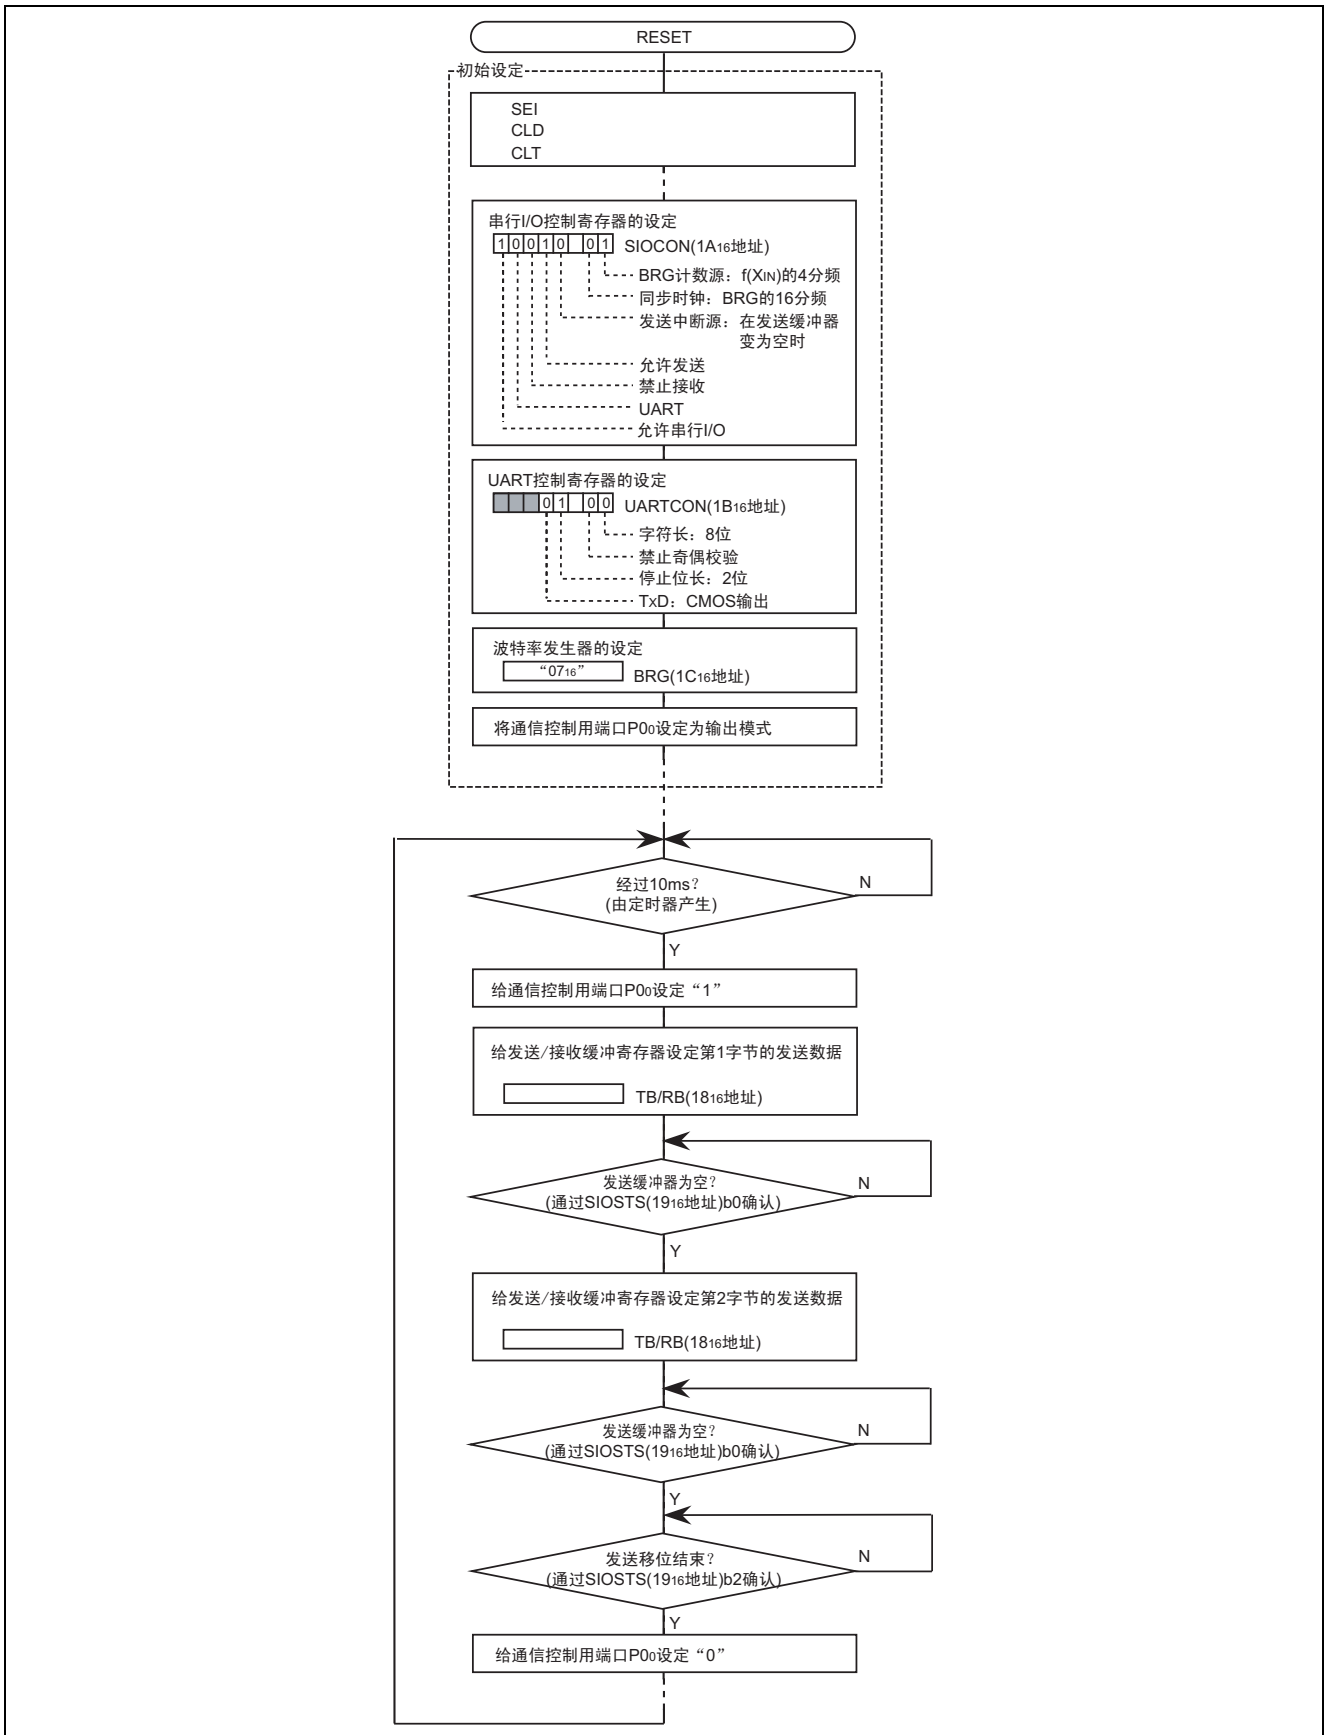 RESET
初始设定
SEI
CLD
CLT
串行I/O控制寄存器的设定
1 0 0 1 0 0 1 SIOCON(1A16地址)
BRG计数源：f(XIN)的4分频
同步时钟：BRG的16分频
发送中断源：在发送缓冲器
变为空时
允许发送
禁止接收
UART
允许串行I/O
UART控制寄存器的设定
0 1 0 0 UARTCON(1B16地址)
字符长：8位
禁止奇偶校验
停止位长：2位
TxD：CMOS输出
波特率发生器的设定
“0716” BRG(1C16地址)
将通信控制用端口P00设定为输出模式
经过10ms？
(由定时器产生)
N
Y
给通信控制用端口P00设定“1”
给发送/接收缓冲寄存器设定第1字节的发送数据
TB/RB(1816地址)
发送缓冲器为空？
(通过SIOSTS(1916地址)b0确认)
N
Y
给发送/接收缓冲寄存器设定第2字节的发送数据
TB/RB(1816地址)
发送缓冲器为空？
(通过SIOSTS(1916地址)b0确认)
N
Y
发送移位结束？
(通过SIOSTS(1916地址)b2确认)
N
Y
给通信控制用端口P00设定“0”